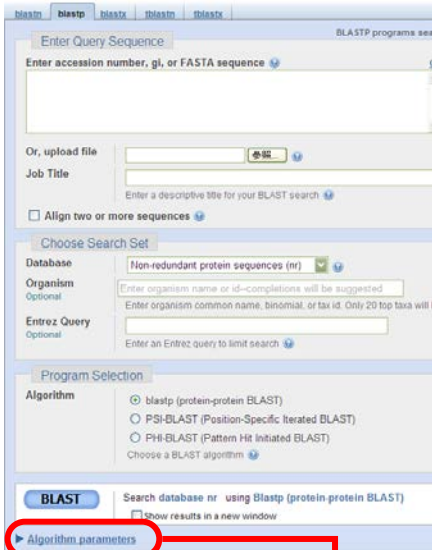 blastn blastp blastx tblastn tblastx
Enter Query Sequence
BLASTP programs sea
Enter accession number, gi, or FASTA sequence
Or, upload file
参照...
Job Title
Enter a descriptive title for your BLAST search
Align two or more sequences
Choose Search Set
Database
Non-redundant protein sequences (nr)
Organism
Optional
Enter organism name or id--completions will be suggested
Enter organism common name, binomial, or tax id. Only 20 top taxa will
Entrez Query
Optional
Enter an Entrez query to limit search
Program Selection
Algorithm
blastp (protein-protein BLAST)
PSI-BLAST (Position-Specific Iterated BLAST)
PHI-BLAST (Pattern Hit Initiated BLAST)
Choose a BLAST algorithm
BLAST
Search database nr using Blastp (protein-protein BLAST)
Show results in a new window
Algorithm parameters